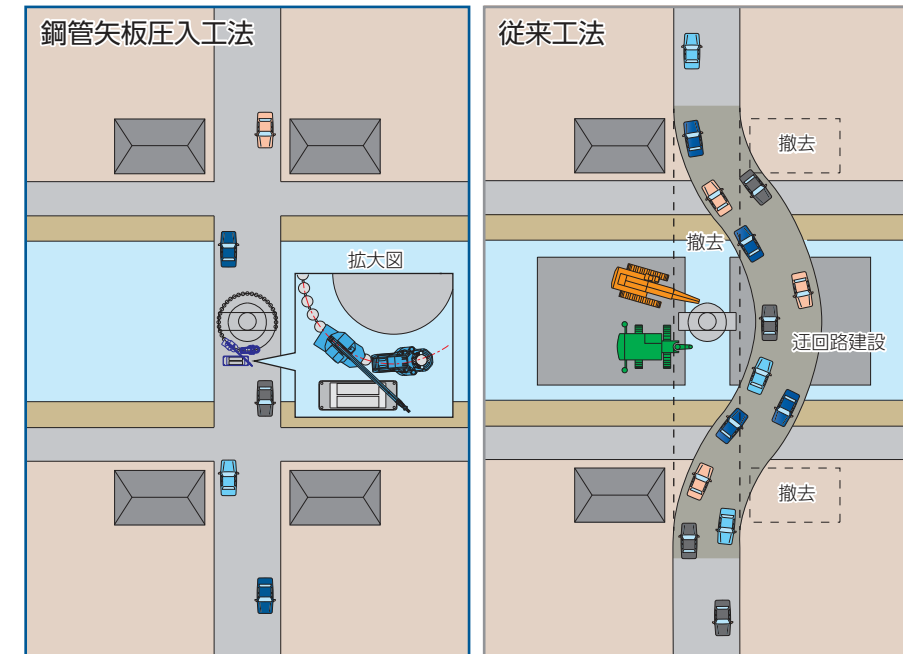 鋼管矢板圧入工法
拡大図
従来工法
撤去
撤去
迂回路建設
撤去